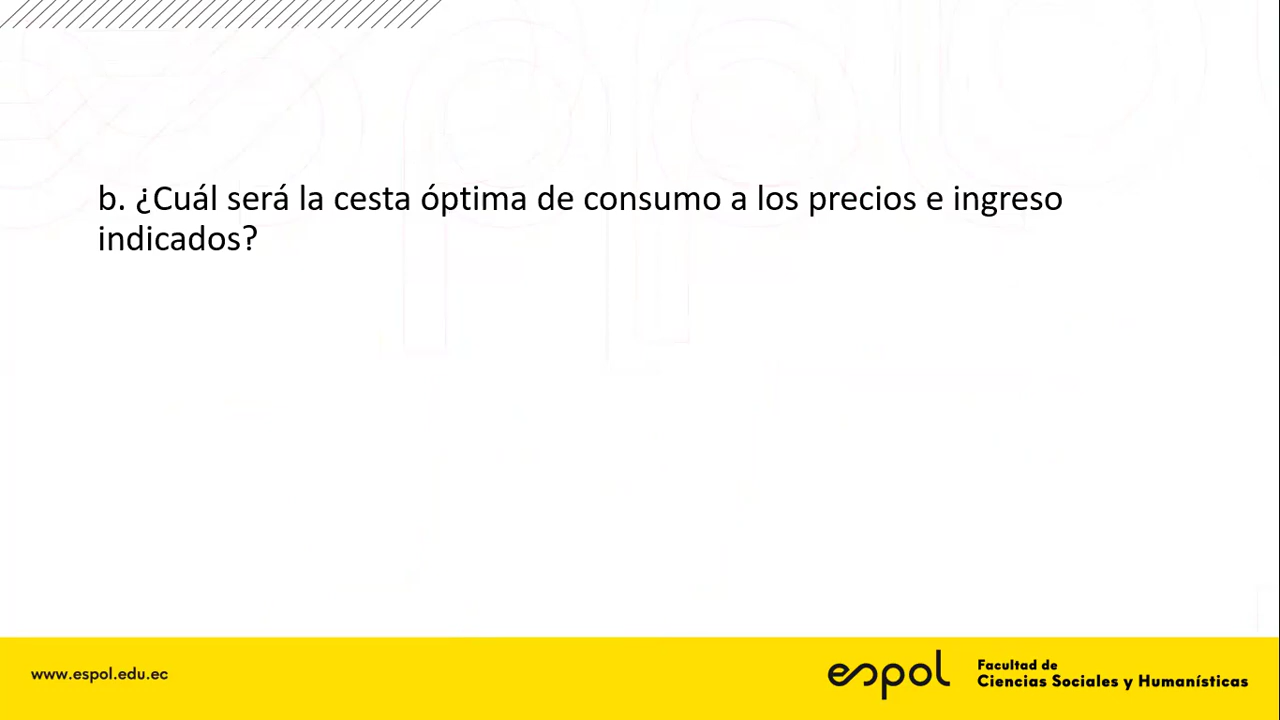 b. ¿Cuál será la cesta óptima de consumo a los precios e ingreso
indicados?
www.espol.edu.ec
espol
Facultad de
Ciencias Sociales y Humanísticas